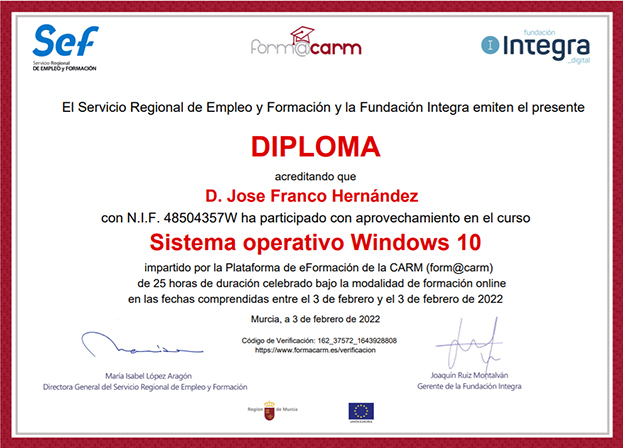 Sef
Servicio Regional
DE EMPLEO y FORMACIÓN
form@carm
fundación
Integra
_digital
El Servicio Regional de Empleo y Formación y la Fundación Integra emiten el presente
DIPLOMA
acreditando que
D. Jose Franco Hernández
con N.I.F. 48504357W ha participado con aprovechamiento en el curso
Sistema operativo Windows 10
impartido por la Plataforma de eFormación de la CARM (form@carm)
de 25 horas de duración celebrado bajo la modalidad de formación online
en las fechas comprendidas entre el 3 de febrero y el 3 de febrero de 2022
Murcia, a 3 de febrero de 2022
Código de Verificación: 162_37572_1643928808
https://www.formacarm.es/verificacion
María Isabel López Aragón
Directora General del Servicio Regional de Empleo y Formación
Joaquín Ruiz Montalván
Gerente de la Fundación Integra
Región de Murcia
UNIÓN EUROPEA